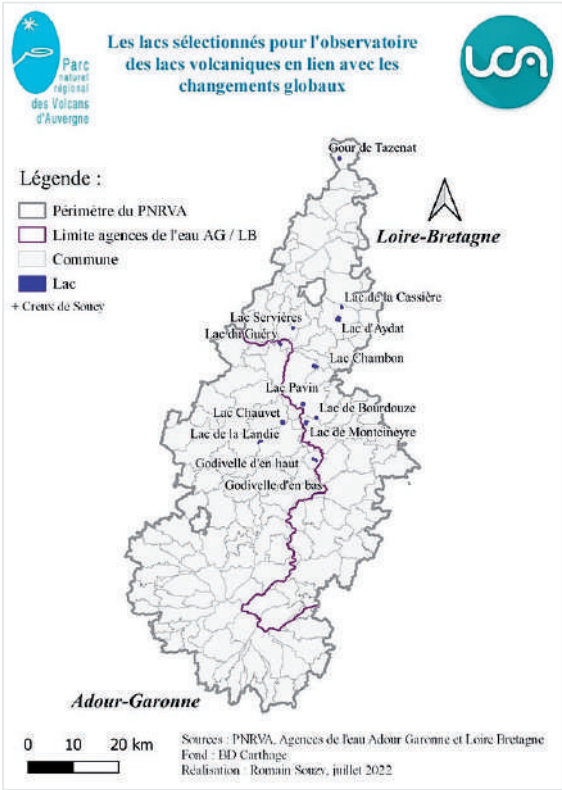 Parc
naturel
régional
des Volcans
d'Auvergne
Les lacs sélectionnés pour l'observatoire
des lacs volcaniques en lien avec les
changements globaux
UCA
Légende :
Périmètre du PNRVA
Limite agences de l'eau AG / LB
Commune
Lac
+ Creux de Soucy
Gour de Tazenat
Loire-Bretagne
Lac de la Cassière
Lac Servières
Lac d'Aydat
Lac du Guéry
Lac Chambon
Lac Pavin
Lac de Bourdouze
Lac Chauvet
Lac de Montcineyre
Lac de la Landie
Godivelle d'en haut
Godivelle d'en bas
Adour-Garonne
0 10 20 km
Sources : PNRVA, Agences de l'eau Adour Garonne et Loire Bretagne
Fond : BD Carthage
Réalisation : Romain Souzy, juillet 2022